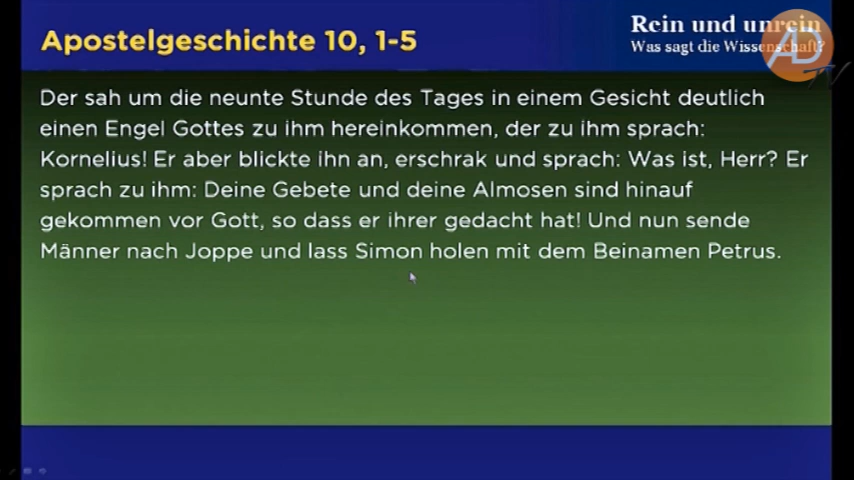 Apostelgeschichte 10, 1-5
Rein und unrein
Was sagt die Wissenschaft?
AD
TV
Der sah um die neunte Stunde des Tages in einem Gesicht deutlich
einen Engel Gottes zu ihm hereinkommen, der zu ihm sprach:
Kornelius! Er aber blickte ihn an, erschrak und sprach: Was ist, Herr? Er
sprach zu ihm: Deine Gebete und deine Almosen sind hinauf
gekommen vor Gott, so dass er ihrer gedacht hat! Und nun sende
Männer nach Joppe und lass Simon holen mit dem Beinamen Petrus.